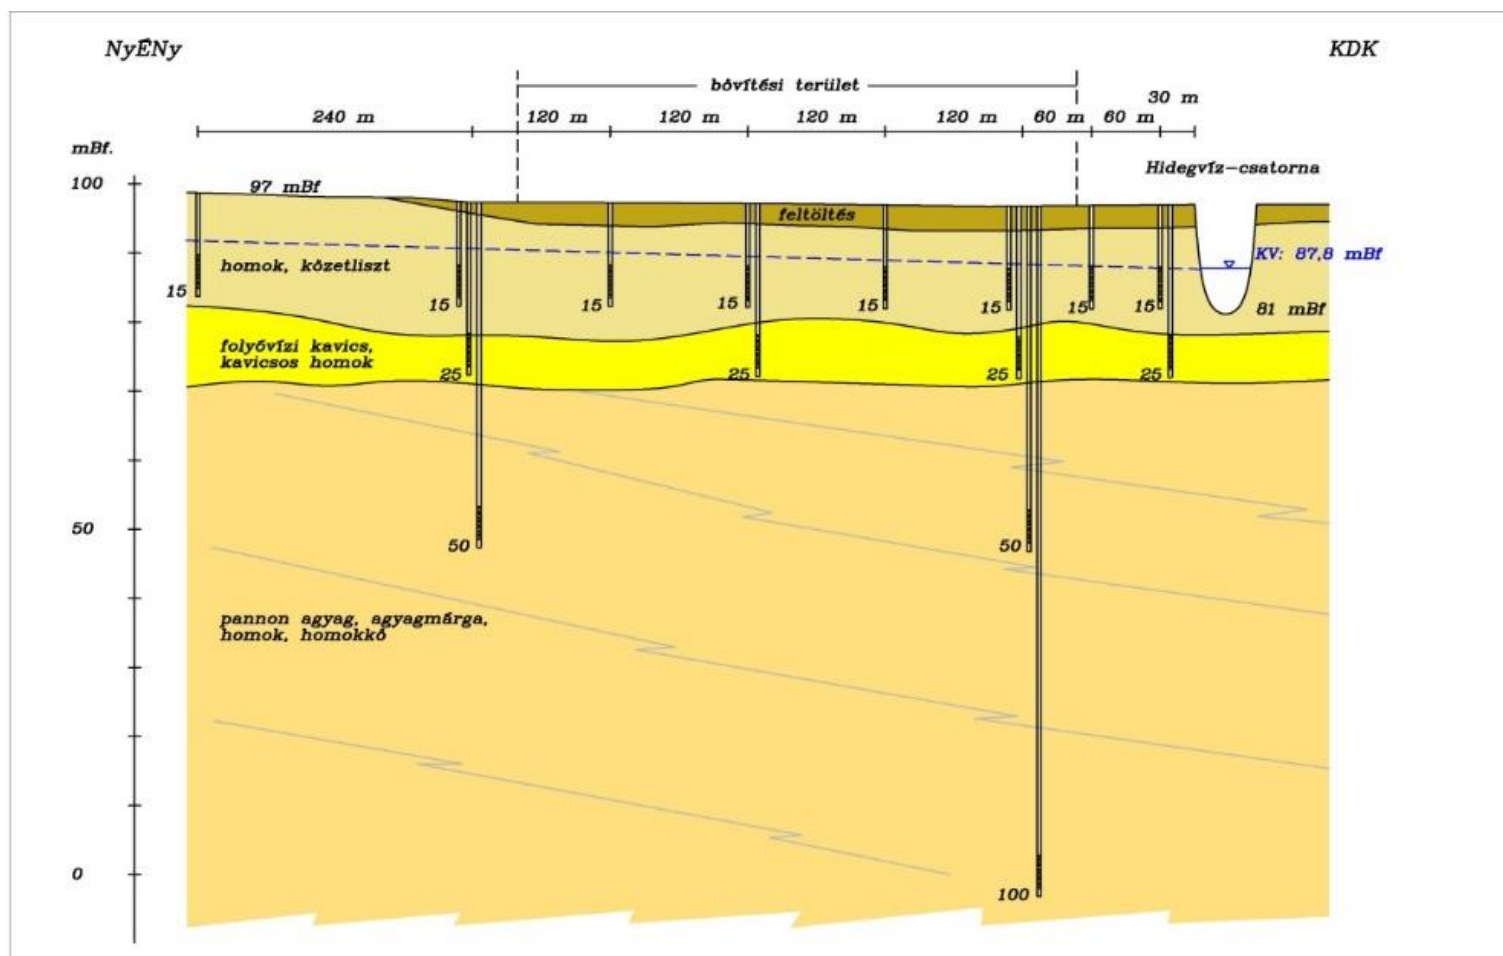 NyÉNy
KDK
bővítési terület
30 m
240 m
120 m
120 m
120 m
120 m
60 m
60 m
mBf.
Hidegvíz-csatorna
100
97 mBf
feltöltés
KV: 87,8 mBf
homok, kőzetliszt
15
15
15
15
15
15
15
15
81 mBf
folyóvízi kavics,
kavicsos homok
25
25
25
25
50
50
50
pannon agyag, agyagmárga,
homok, homokkő
0
100